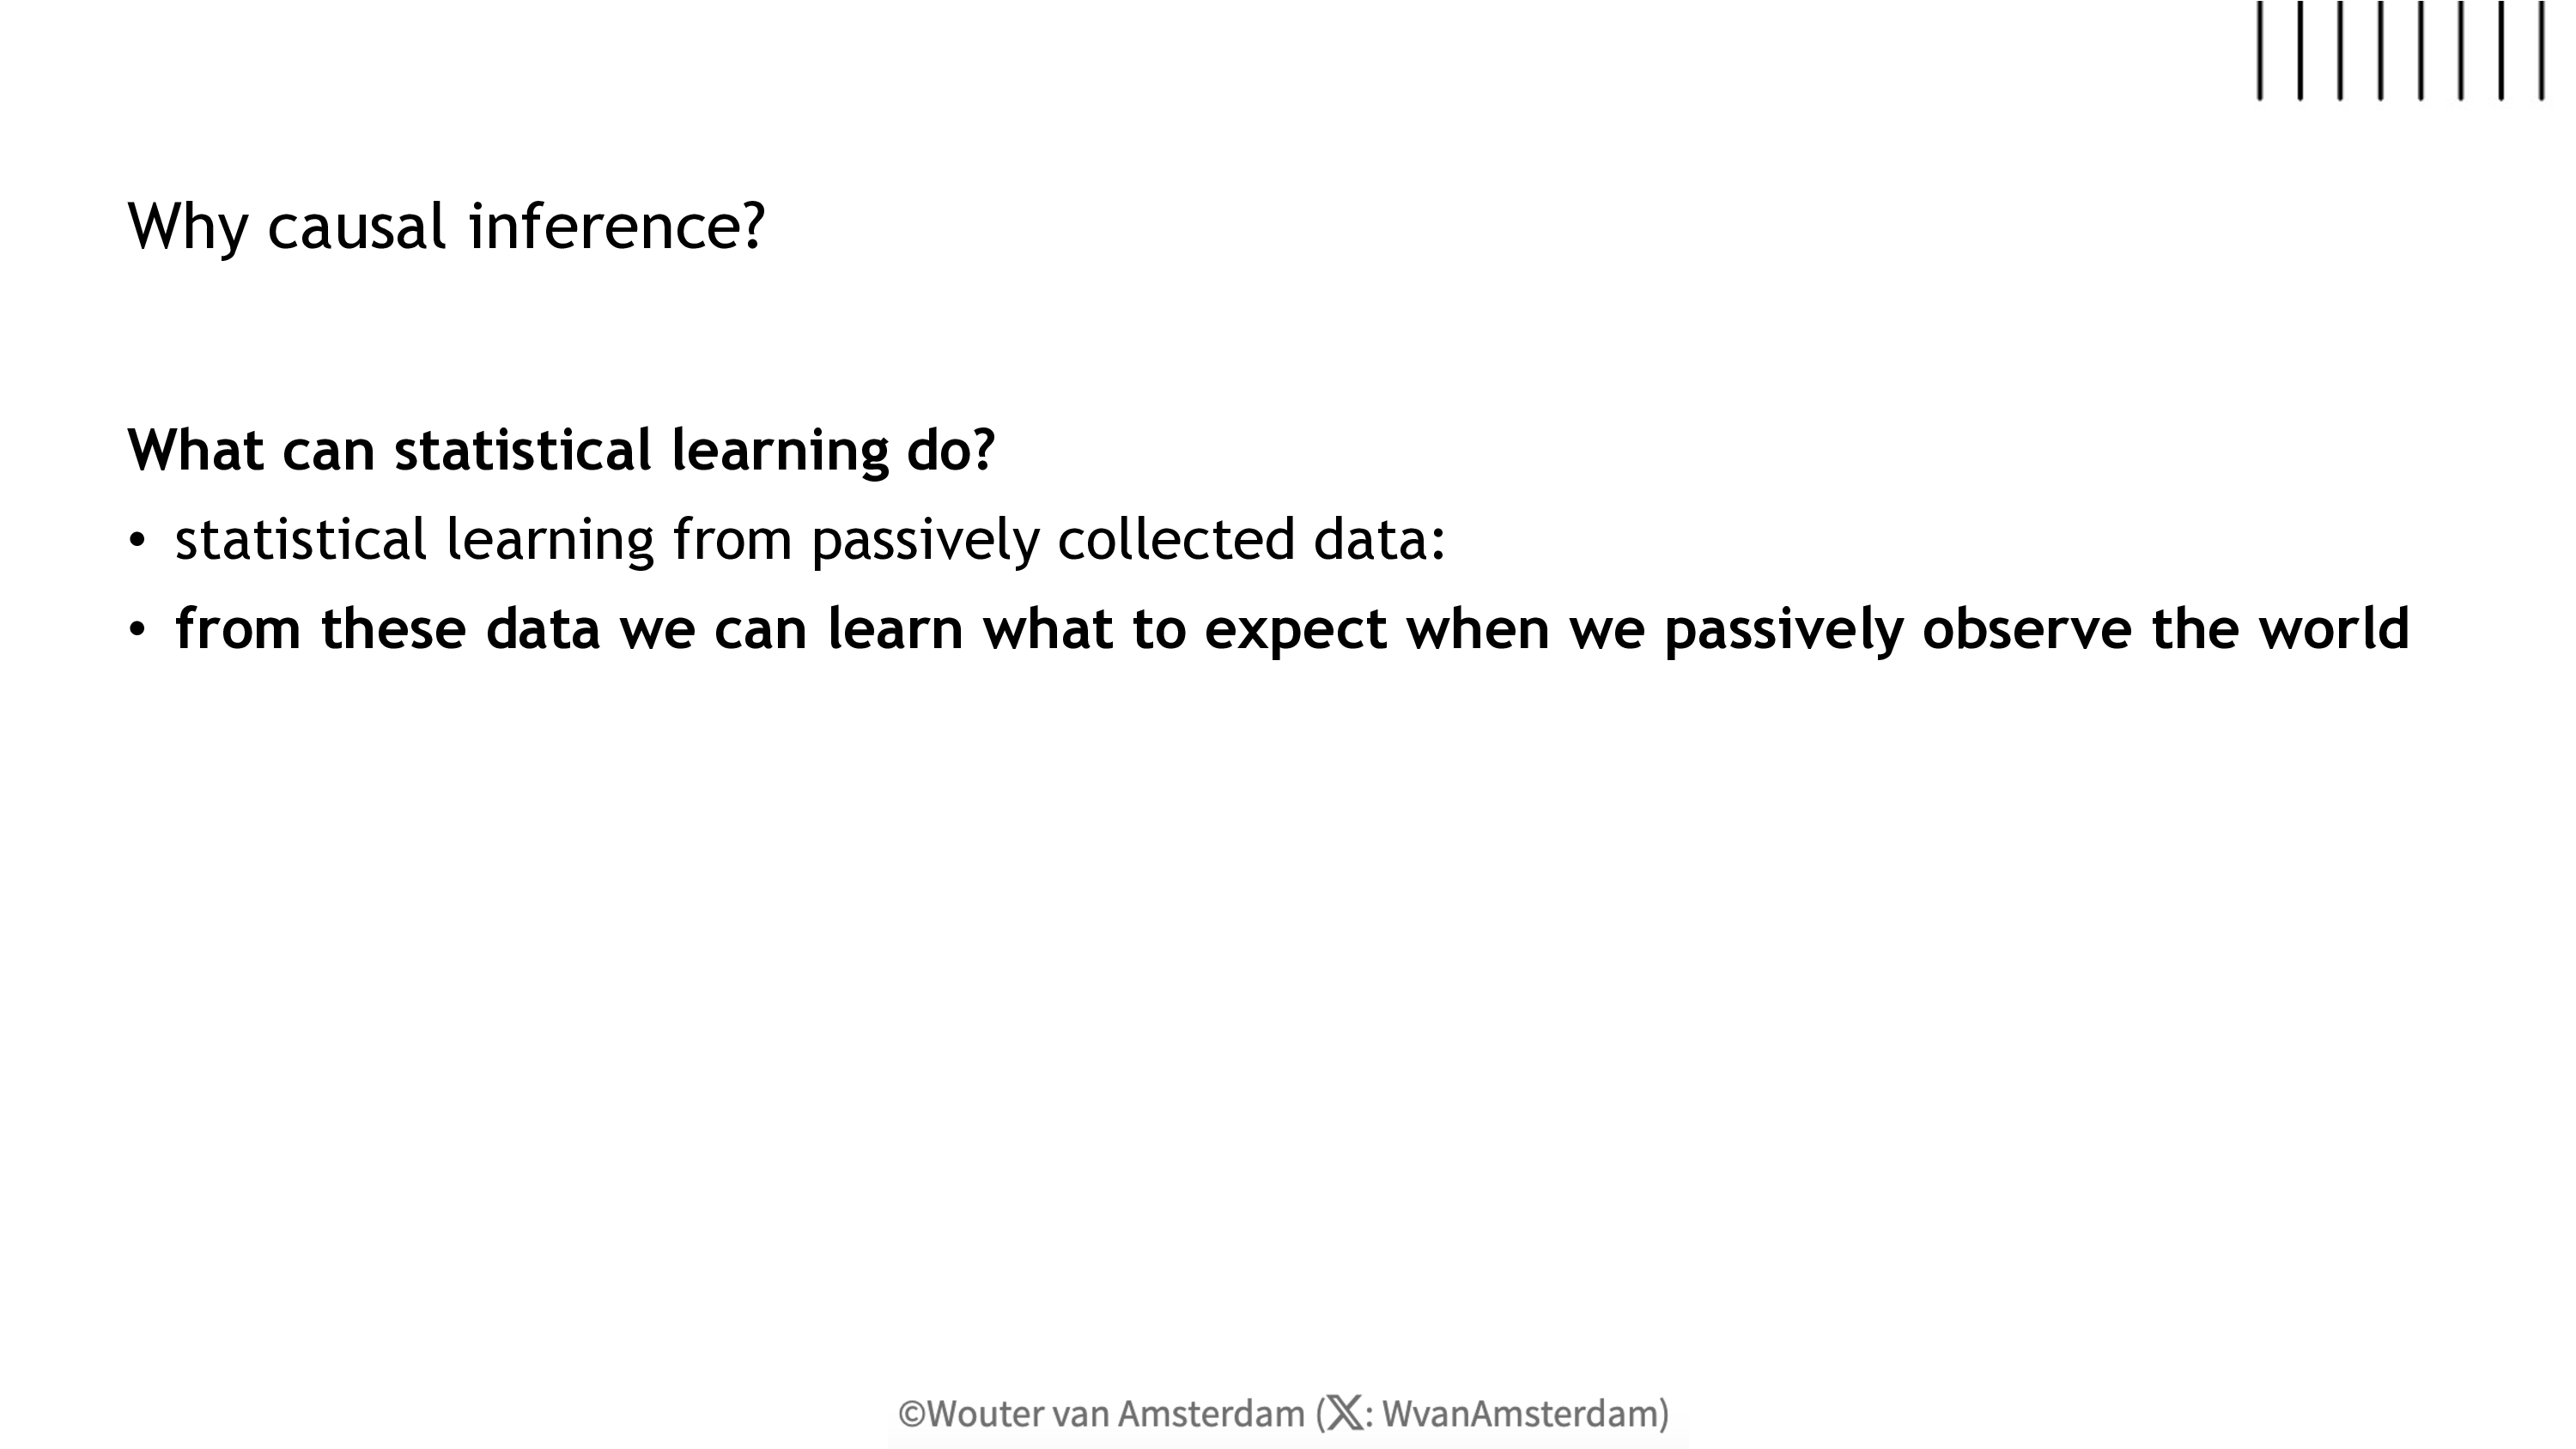 Why causal inference?
What can statistical learning do?
• statistical learning from passively collected data:
• from these data we can learn what to expect when we passively observe the world
©Wouter van Amsterdam (𝕏: WvanAmsterdam)